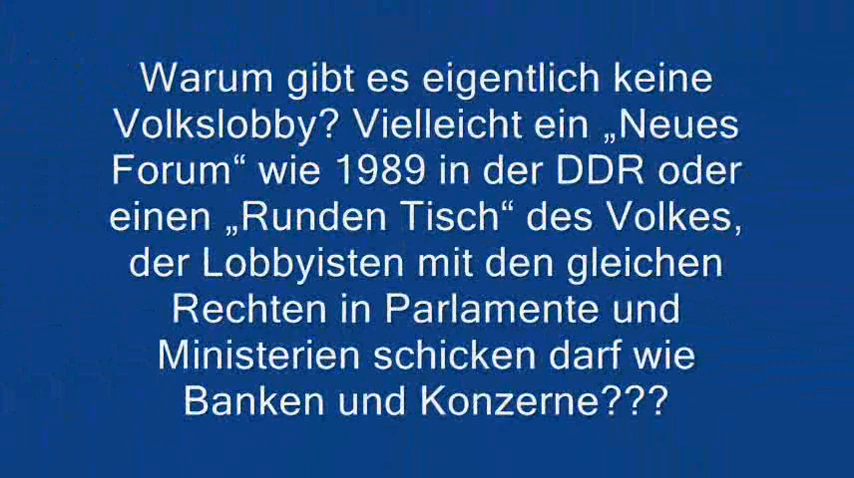 Warum gibt es eigentlich keine
Volkslobby? Vielleicht ein „Neues
Forum“ wie 1989 in der DDR oder
einen „Runden Tisch“ des Volkes,
der Lobbyisten mit den gleichen
Rechten in Parlamente und
Ministerien schicken darf wie
Banken und Konzerne???